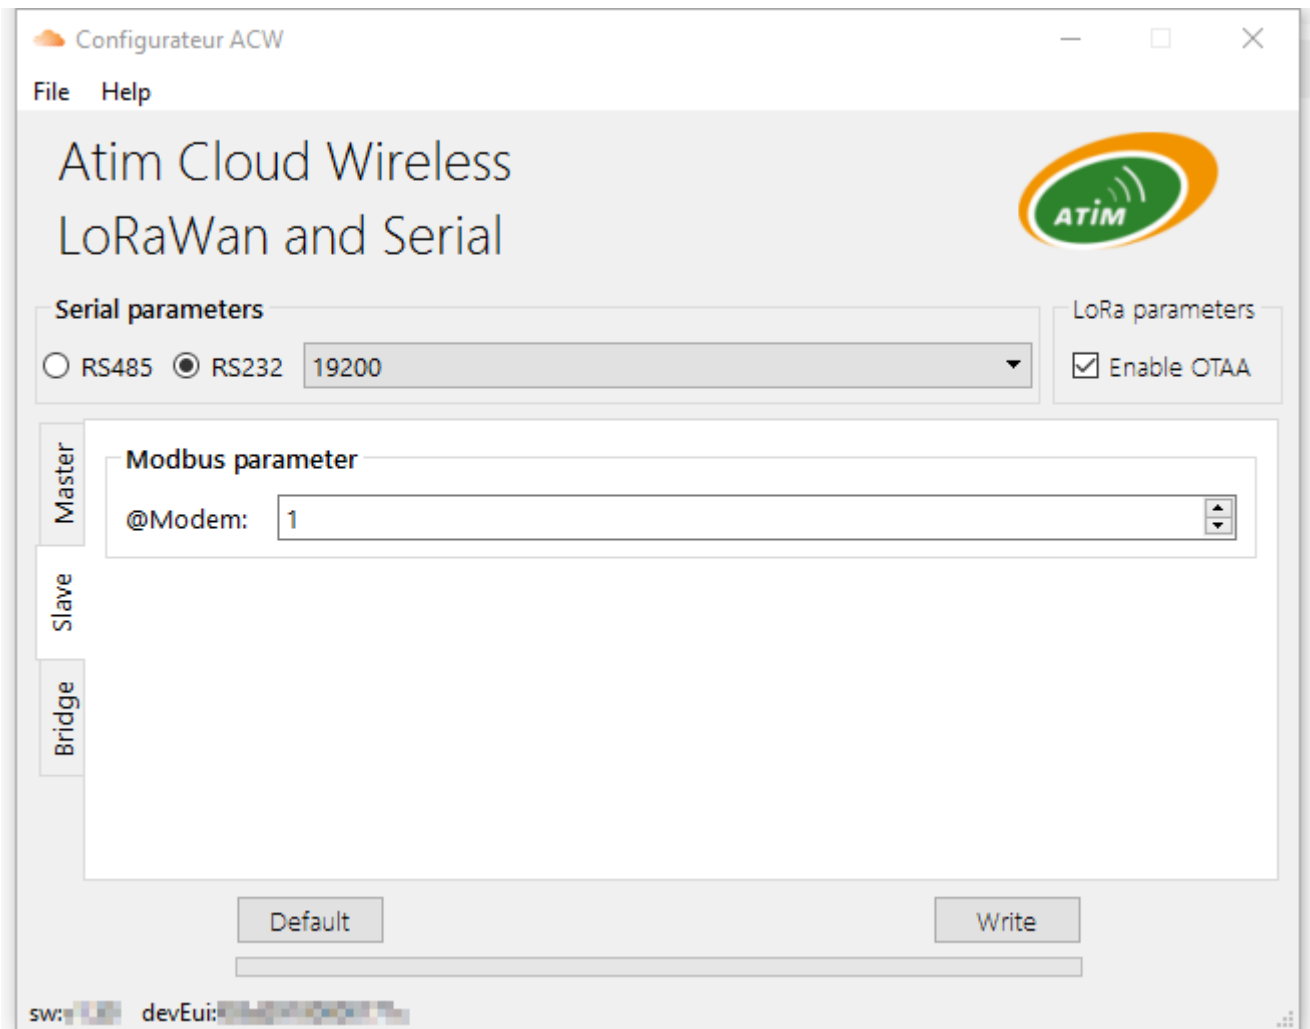 Configurateur ACW
File Help
Atim Cloud Wireless
LoRaWan and Serial
ATiM
Serial parameters
LoRa parameters
RS485 RS232 19200
Enable OTAA
Master
Slave
Bridge
Modbus parameter
@Modem: 1
Default Write
sw: devEui: